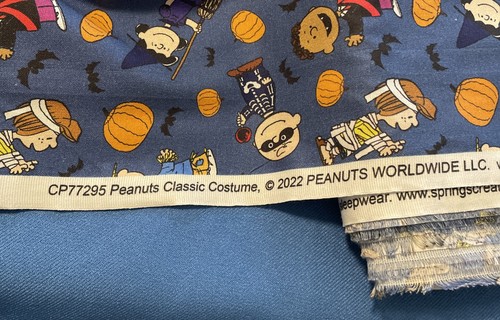 CP77295 Peanuts Classic Costume, © 2022 PEANUTS WORLDWIDE LLC.
sleepwear. www.springscrea